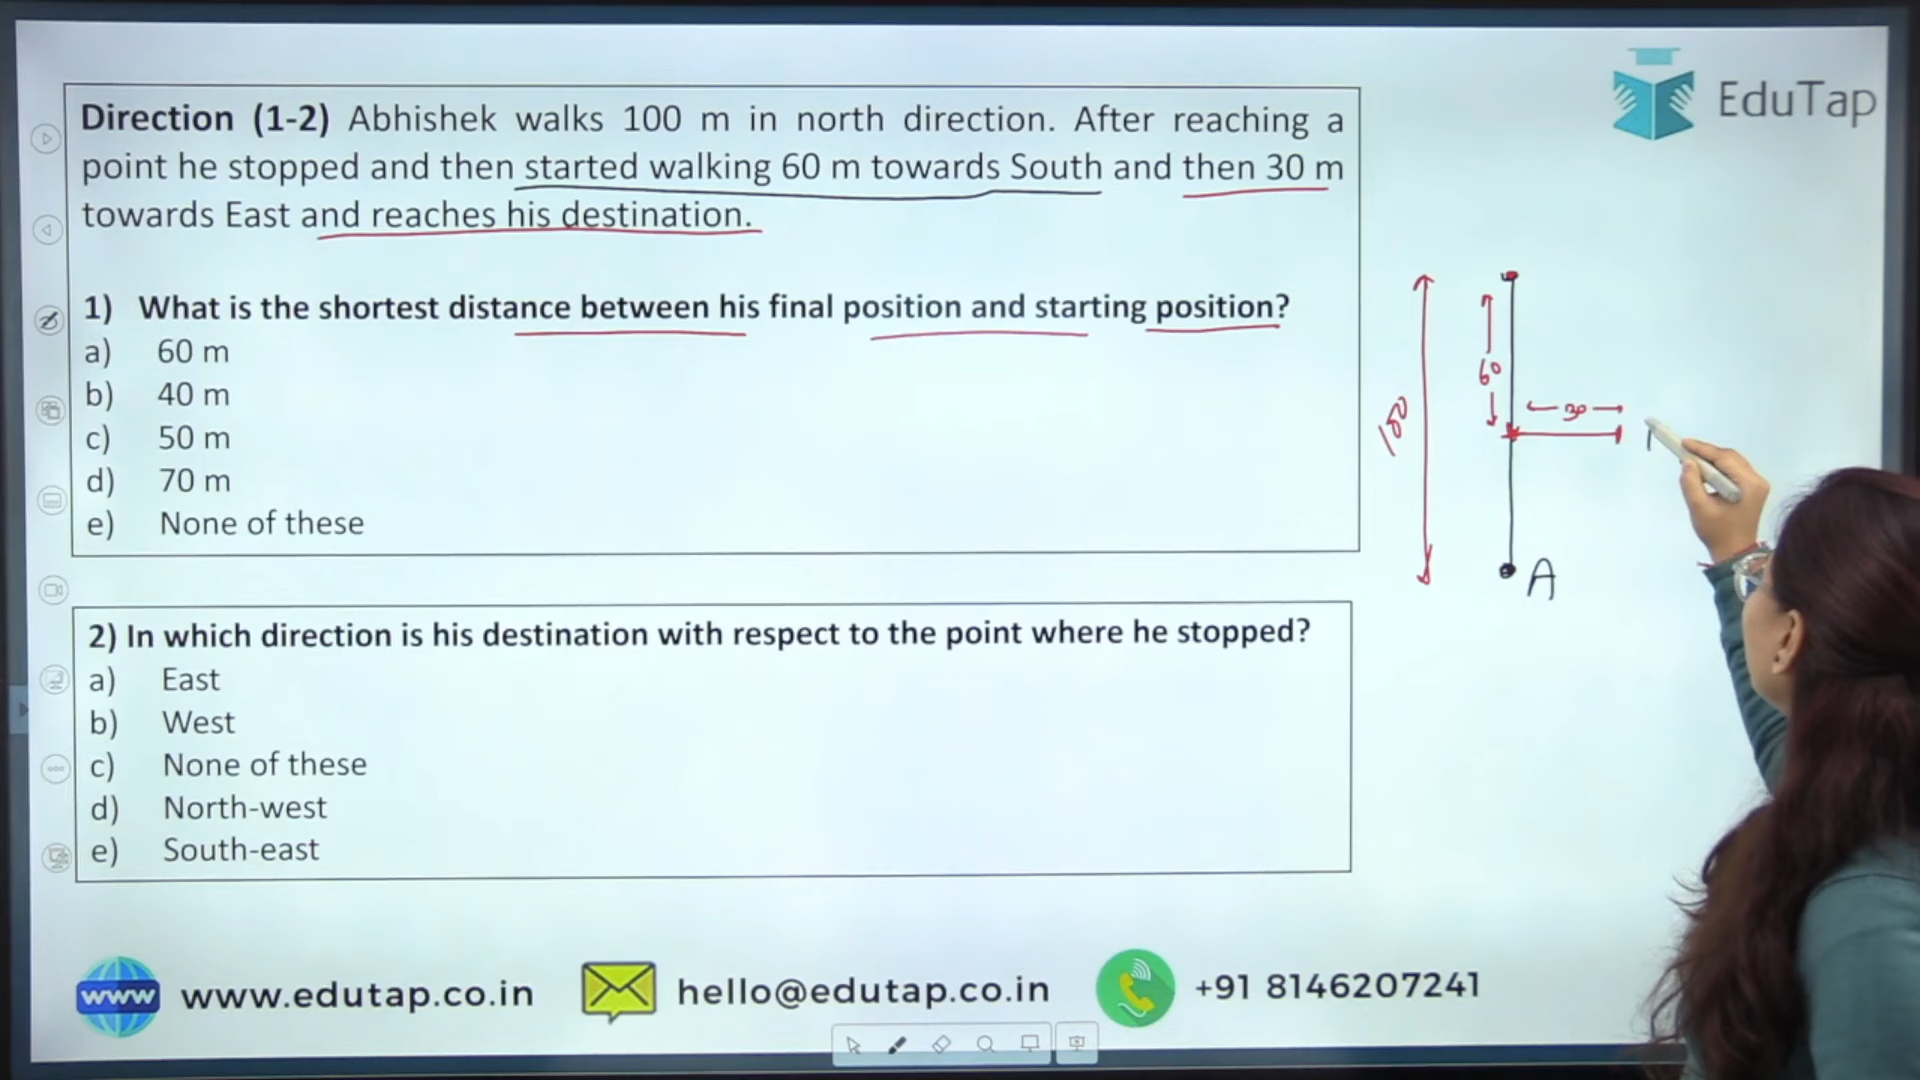 EduTap
Direction (1-2) Abhishek walks 100 m in north direction. After reaching a
point he stopped and then started walking 60 m towards South and then 30 m
towards East and reaches his destination.
1) What is the shortest distance between his final position and starting position?
a) 60 m
b) 40 m
c) 50 m
d) 70 m
e) None of these
100
60
30
A
2) In which direction is his destination with respect to the point where he stopped?
a) East
b) West
c) None of these
d) North-west
e) South-east
www www.edutap.co.in hello@edutap.co.in +91 8146207241